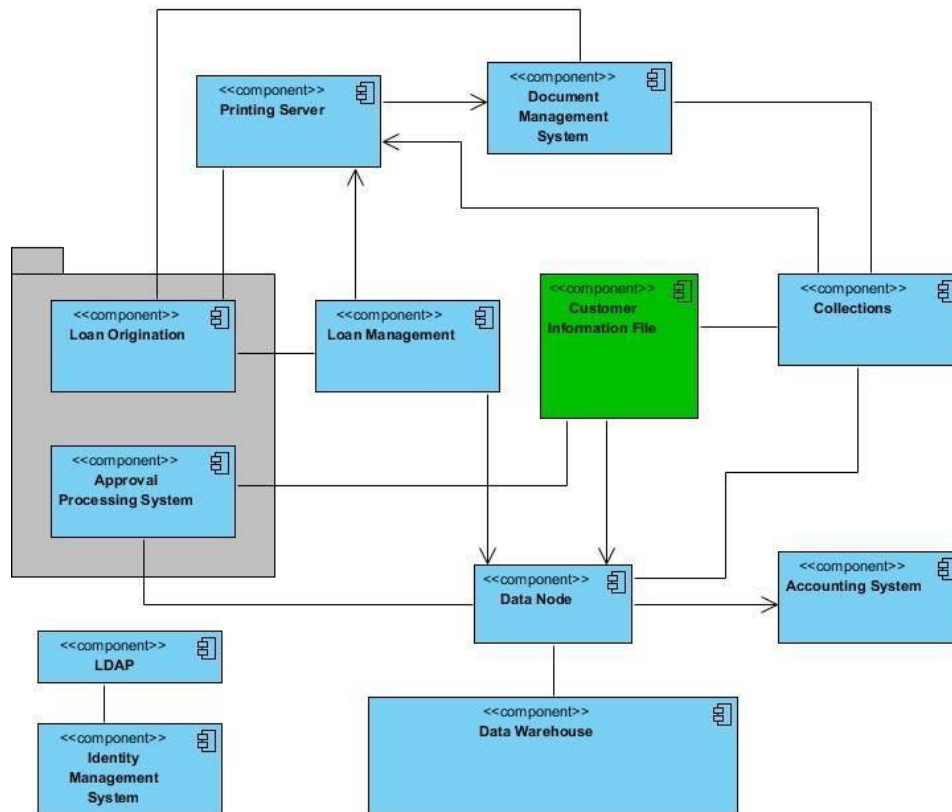 <<component>>
Printing Server
<<component>>
Document
Management
System
<<component>>
Loan Origination
<<component>>
Loan Management
<<component>>
Customer
Information File
<<component>>
Collections
<<component>>
Approval
Processing System
<<component>>
Data Node
<<component>>
Accounting System
<<component>>
LDAP
<<component>>
Identity
Management
System
<<component>>
Data Warehouse